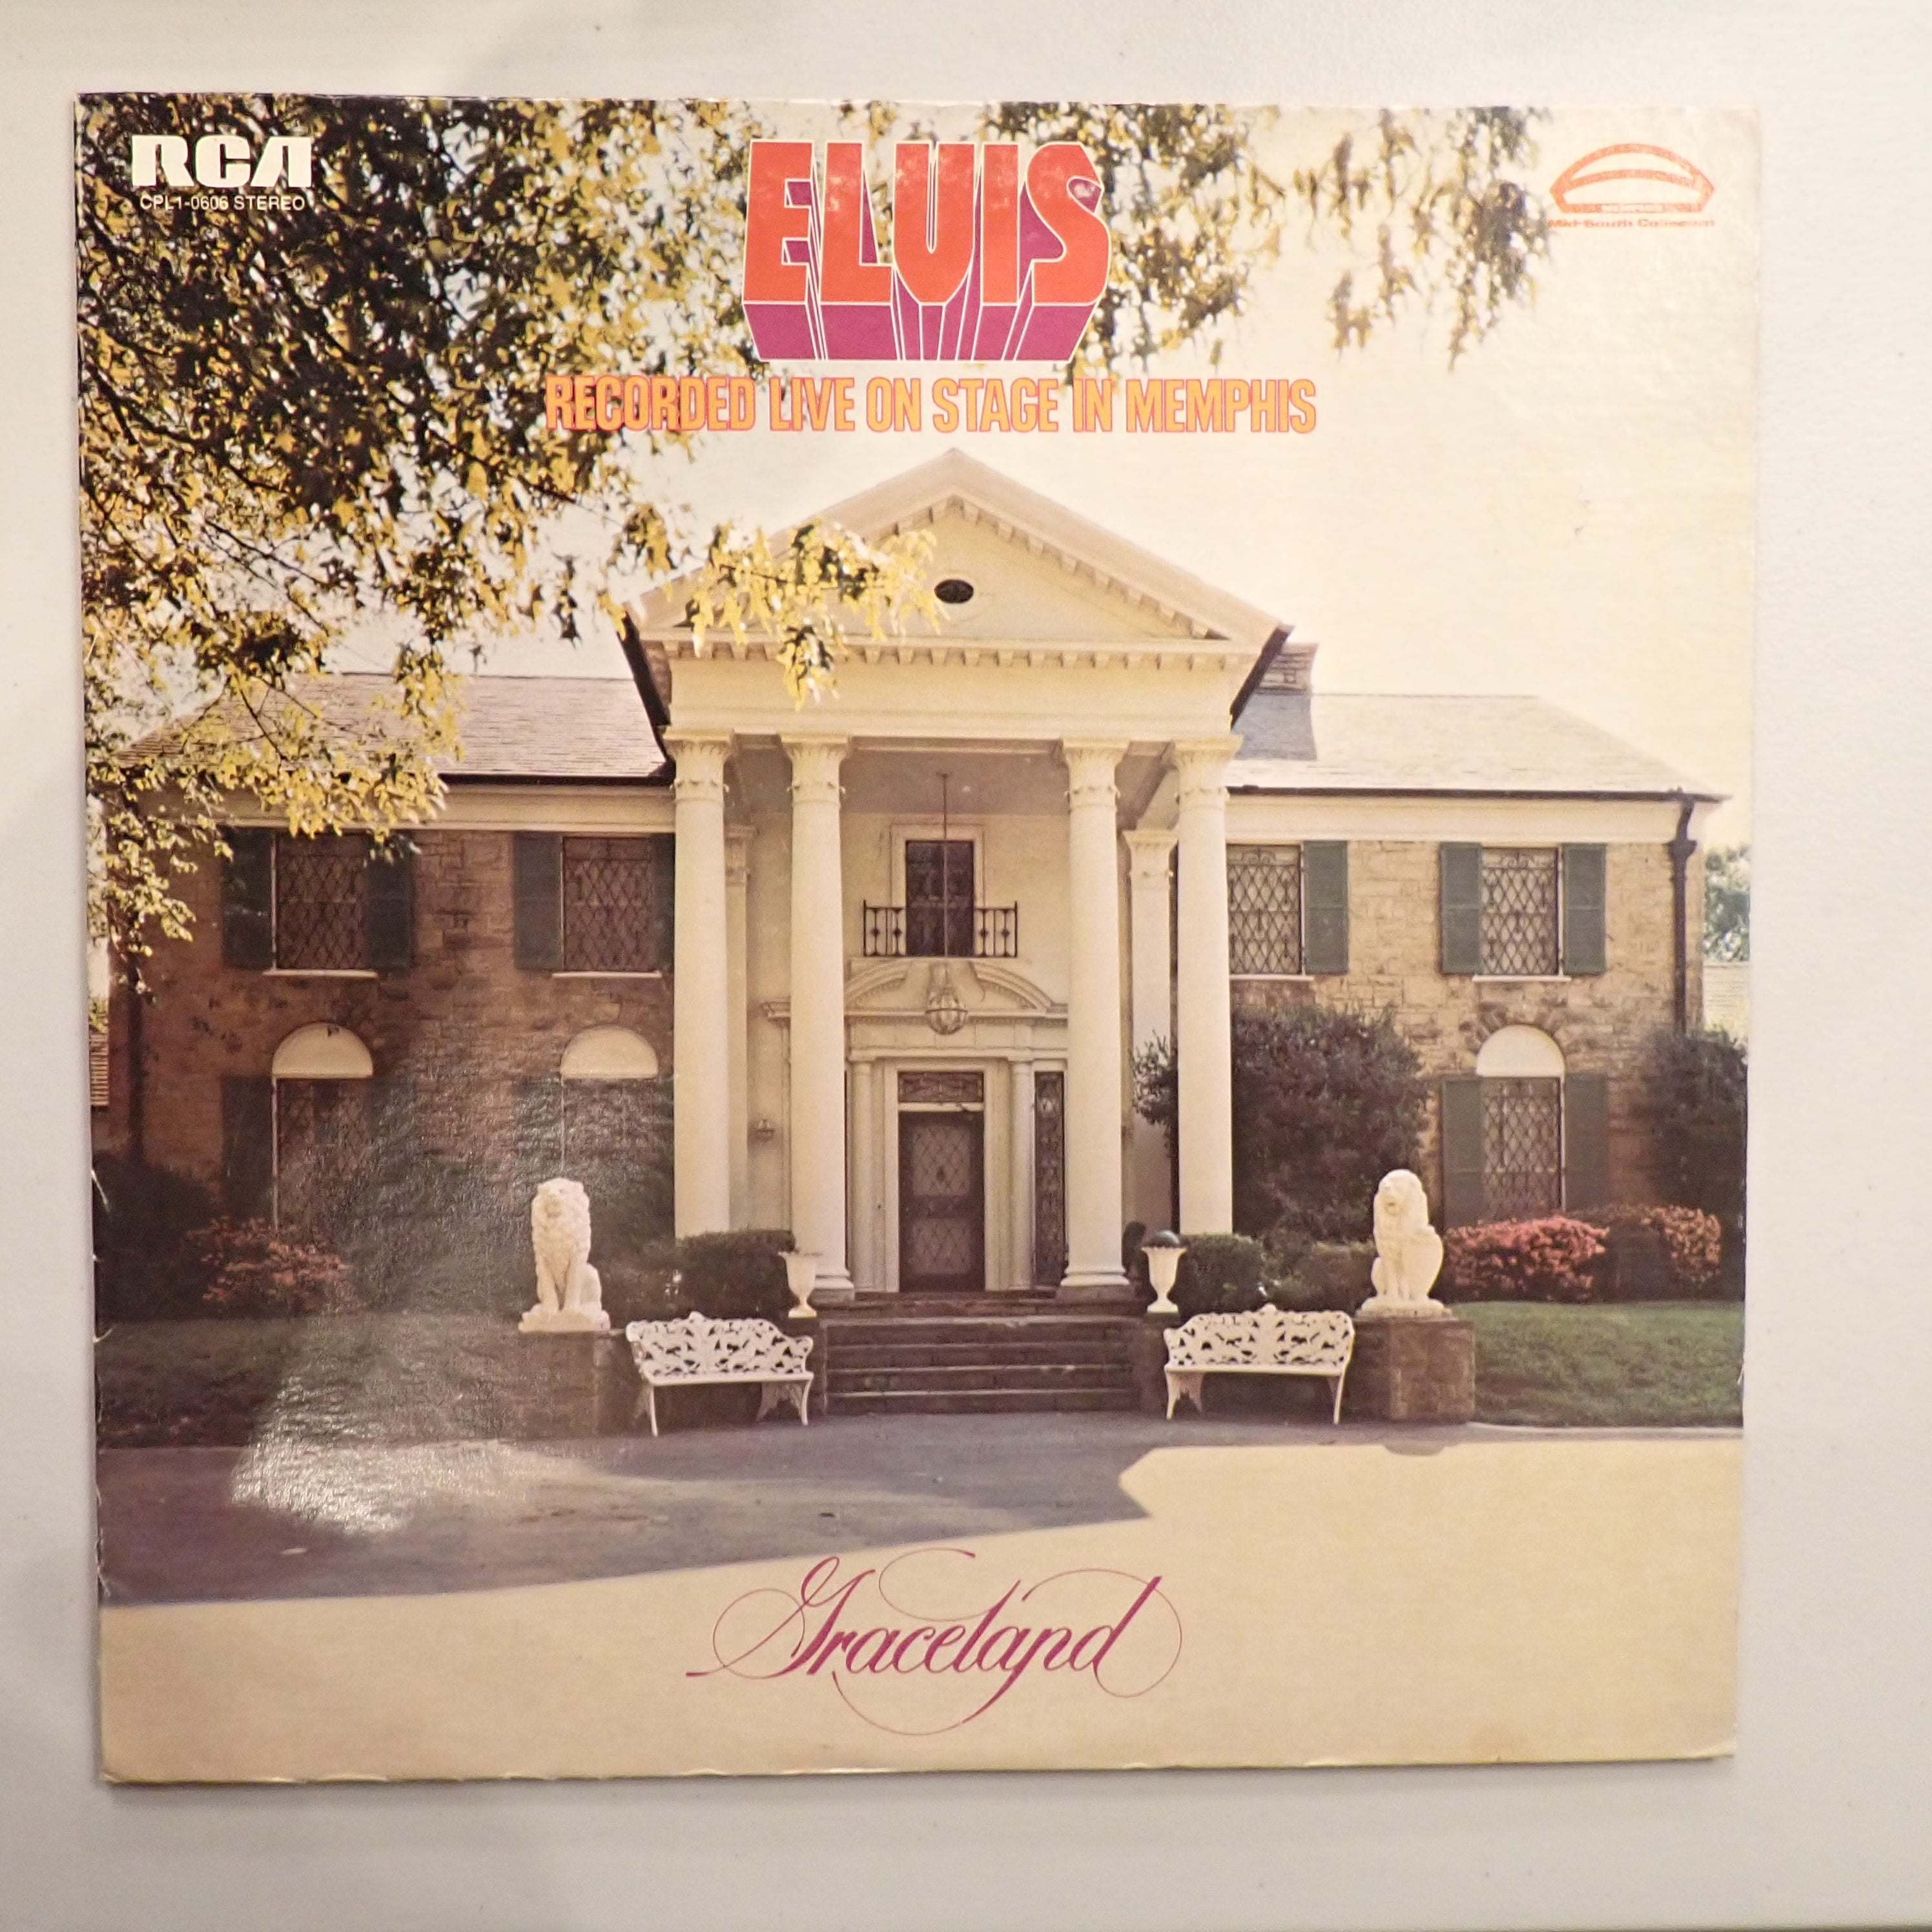 RCA
CPL1-0606 STEREO
ELVIS
Mid-South Coliseum
RECORDED LIVE ON STAGE IN MEMPHIS
Graceland